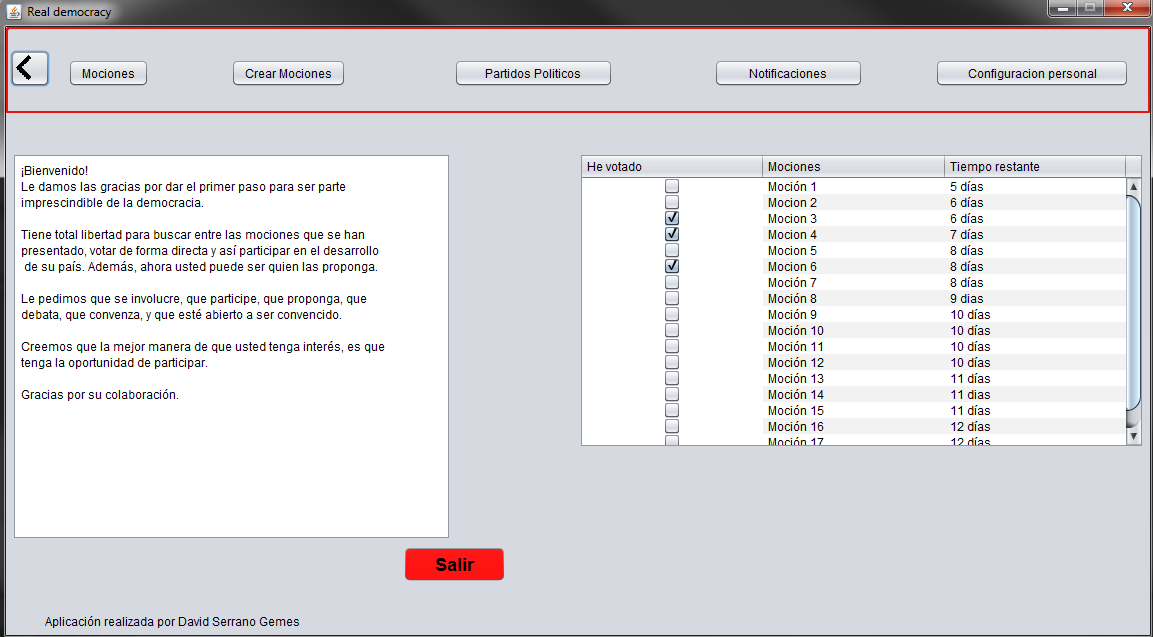 Real democracy
Mociones
Crear Mociones
Partidos Politicos
Notificaciones
Configuracion personal
¡Bienvenido!
Le damos las gracias por dar el primer paso para ser parte
imprescindible de la democracia.
Tiene total libertad para buscar entre las mociones que se han
presentado, votar de forma directa y así participar en el desarrollo
de su país. Además, ahora usted puede ser quien las proponga.
Le pedimos que se involucre, que participe, que proponga, que
debata, que convenza, y que esté abierto a ser convencido.
Creemos que la mejor manera de que usted tenga interés, es que
tenga la oportunidad de participar.
Gracias por su colaboración.
He votado Mociones Tiempo restante
Moción 1 5 días
Mocion 2 6 días
Mocion 3 6 días
Mocion 4 7 días
Mocion 5 8 días
Mocion 6 8 días
Moción 7 8 días
Moción 8 9 dias
Moción 9 10 días
Moción 10 10 días
Moción 11 10 días
Moción 12 10 días
Moción 13 11 días
Moción 14 11 dias
Moción 15 11 días
Moción 16 12 días
Moción 17 12 días
Salir
Aplicación realizada por David Serrano Gemes